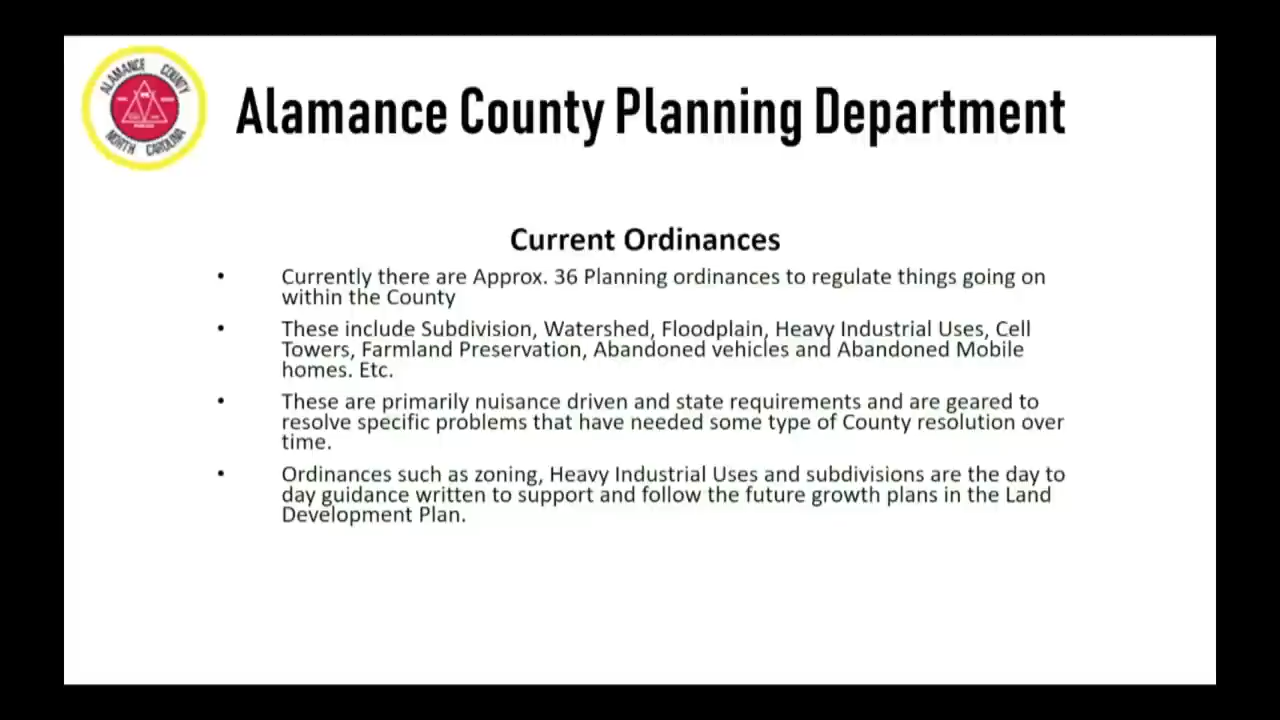 ALAMANCE COUNTY
NORTH CAROLINA
Alamance County Planning Department
Current Ordinances
• Currently there are Approx. 36 Planning ordinances to regulate things going on
within the County
• These include Subdivision, Watershed, Floodplain, Heavy Industrial Uses, Cell
Towers, Farmland Preservation, Abandoned vehicles and Abandoned Mobile
homes. Etc.
• These are primarily nuisance driven and state requirements and are geared to
resolve specific problems that have needed some type of County resolution over
time.
• Ordinances such as zoning, Heavy Industrial Uses and subdivisions are the day to
day guidance written to support and follow the future growth plans in the Land
Development Plan.